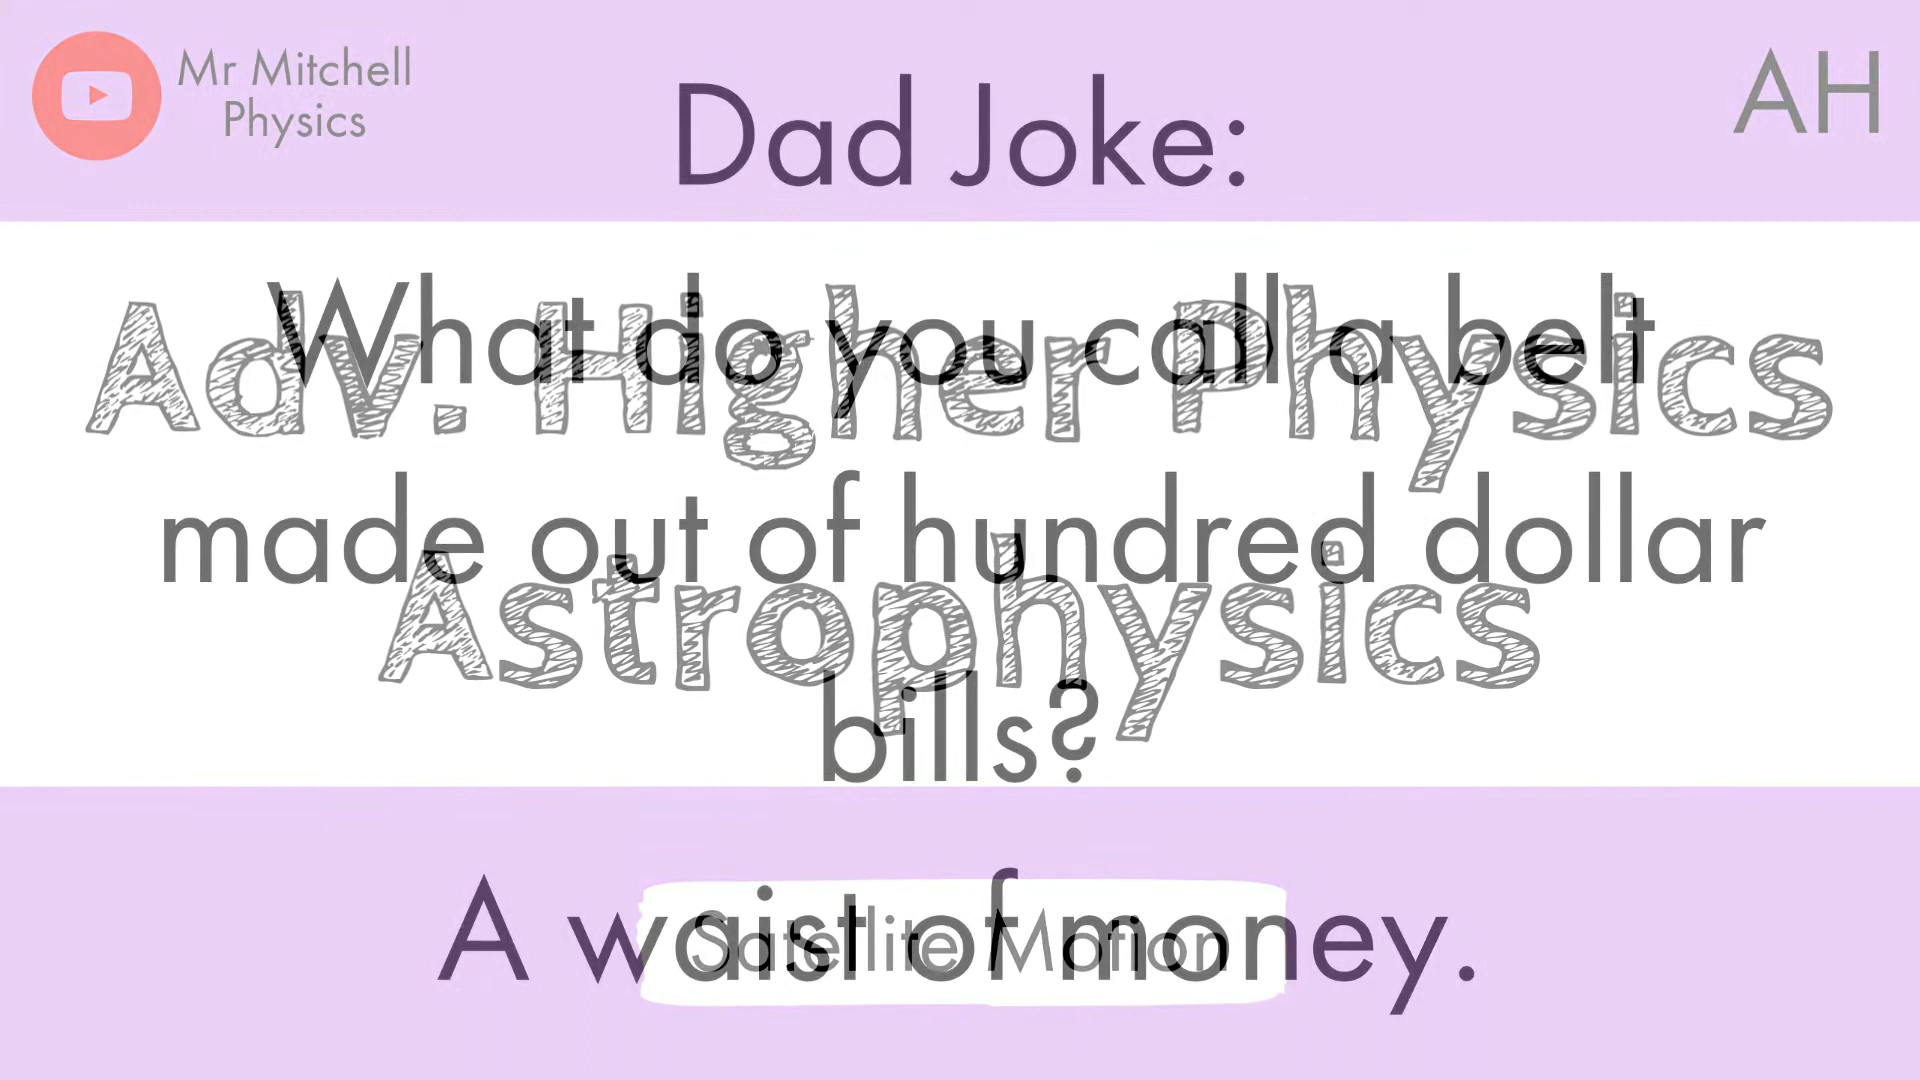 Mr Mitchell
Physics
AH
Dad Joke:
What do you call a belt
made out of hundred dollar
bills?
A waist of money.
Adv. Higher Physics
Astrophysics
Satellite Motion